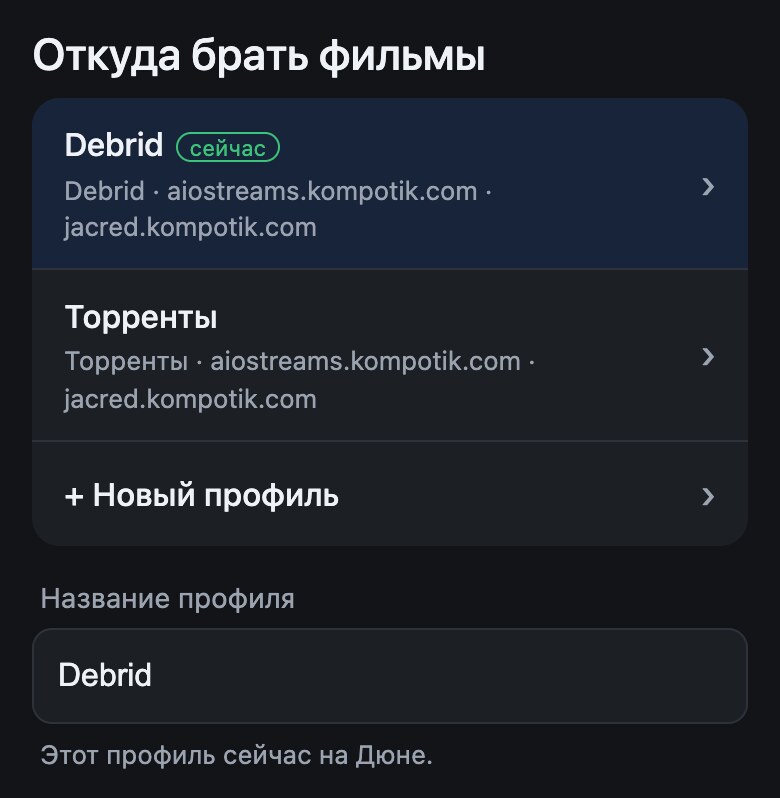 Откуда брать фильмы
Debrid сейчас
Debrid · aiostreams.kompotik.com ·
jacred.kompotik.com
Торренты
Торренты · aiostreams.kompotik.com ·
jacred.kompotik.com
+ Новый профиль
Название профиля
Debrid
Этот профиль сейчас на Дюне.